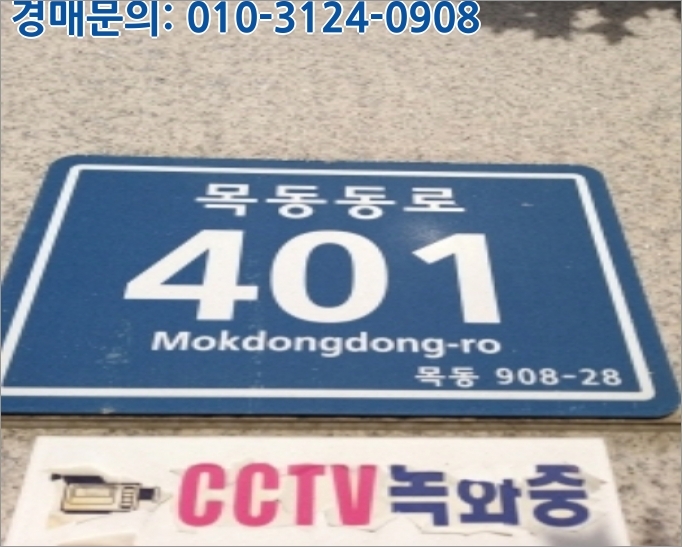 경매문의: 010-3124-0908
목동동로
401
Mokdongdong-ro
목동 908-28
CCTV녹와중